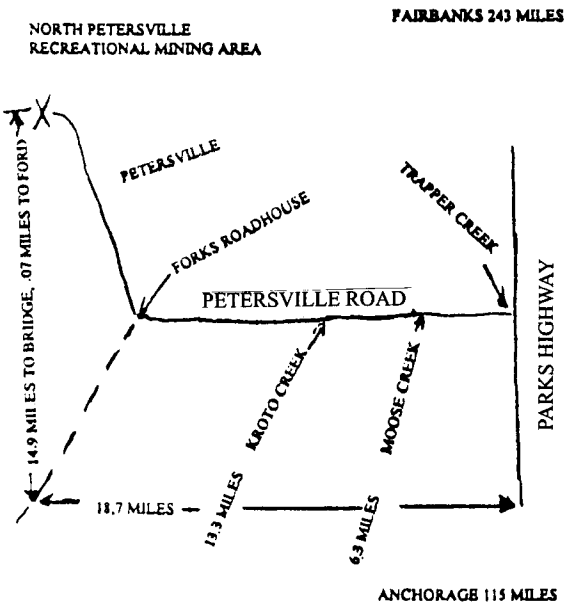 FAIRBANKS 243 MILES
NORTH PETERSVILLE
RECREATIONAL MINING AREA
PETERSVILLE
TRAPPER CREEK
FORKS ROADHOUSE
14.9 MILES TO BRIDGE, .07 MILES TO FORD
PETERSVILLE ROAD
PARKS HIGHWAY
KROTO CREEK
MOOSE CREEK
18.7 MILES
13.3 MILES
6.3 MILES
ANCHORAGE 115 MILES